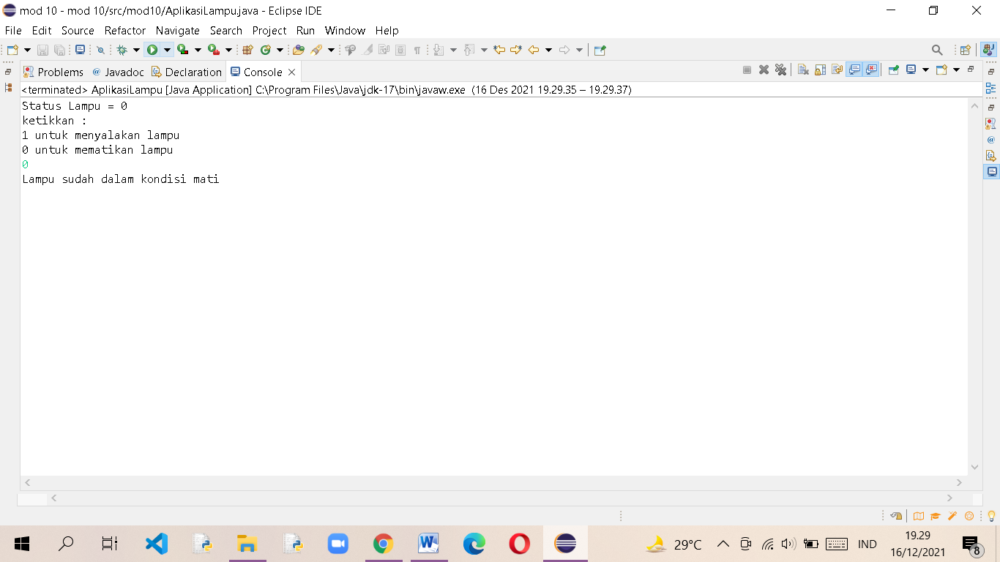 mod 10 - mod 10/src/mod10/AplikasiLampu.java - Eclipse IDE
File Edit Source Refactor Navigate Search Project Run Window Help
Problems @ Javadoc Declaration Console
<terminated> AplikasiLampu [Java Application] C:\Program Files\Java\jdk-17\bin\javaw.exe (16 Des 2021 19.29.35 – 19.29.37)
Status Lampu = 0
ketikkan :
1 untuk menyalakan lampu
0 untuk mematikan lampu
0
Lampu sudah dalam kondisi mati
29°C
IND
19.29
16/12/2021
8